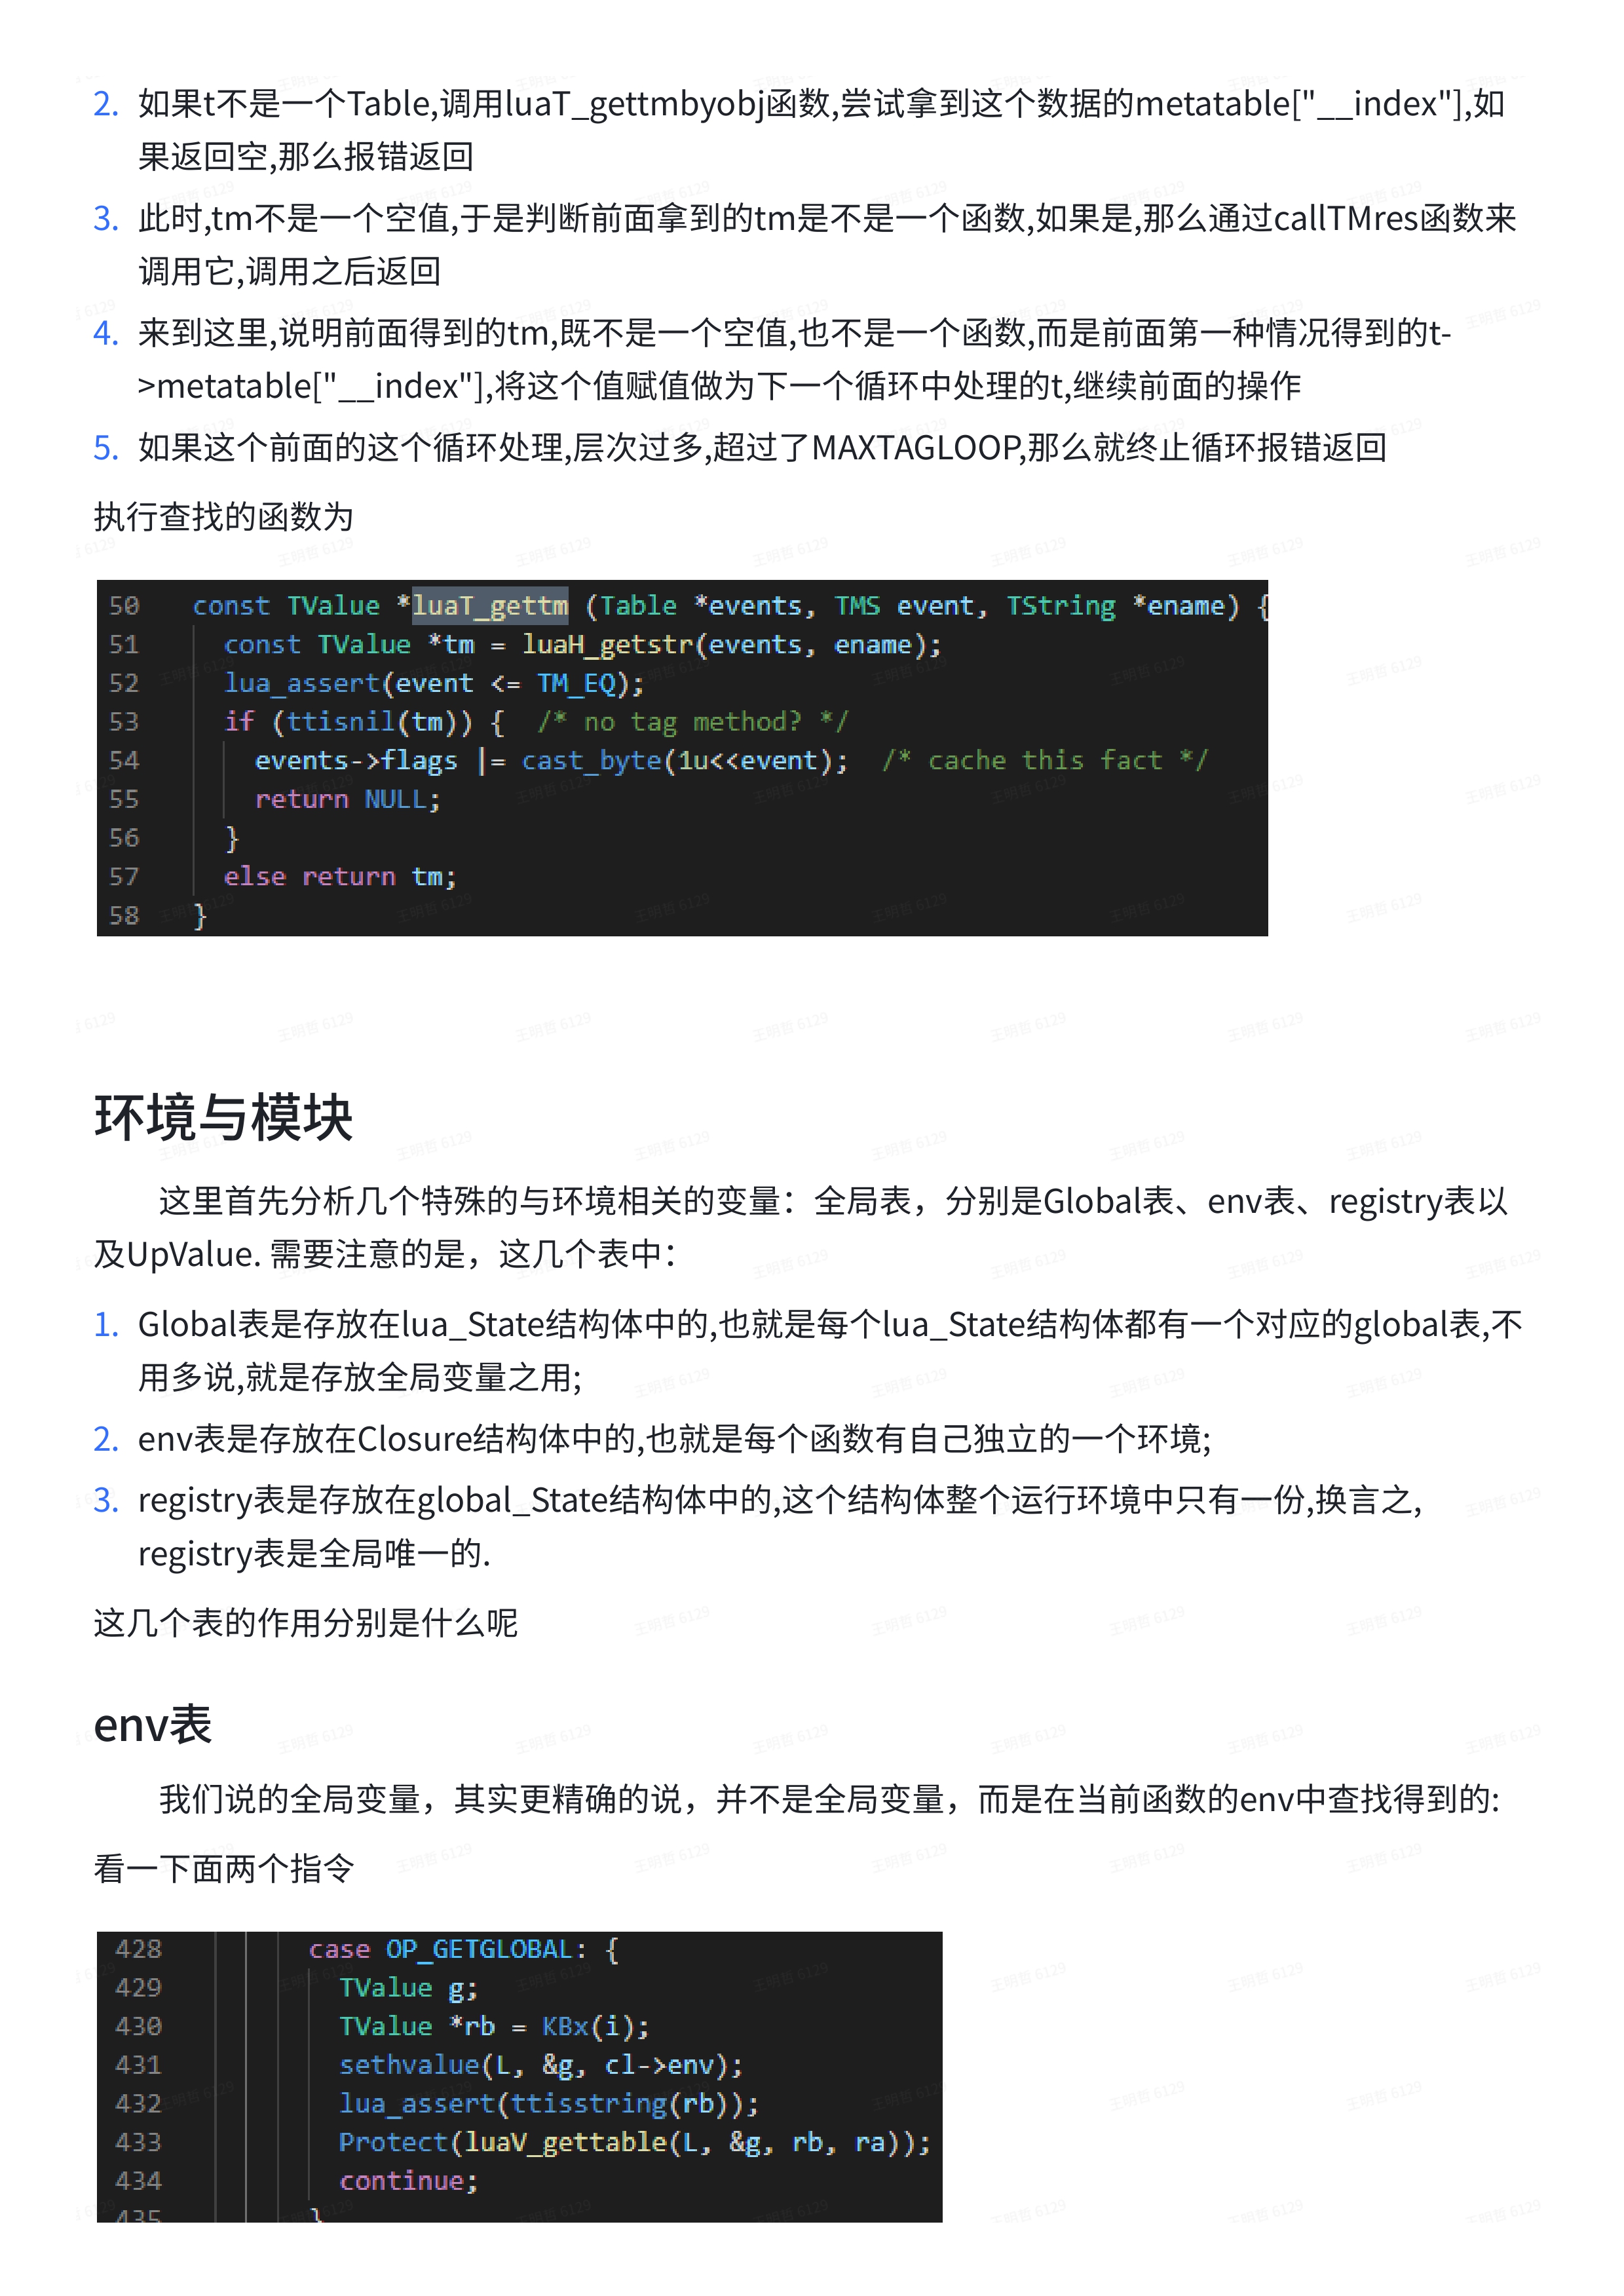 2. 如果t不是一个Table,调用luaT_gettmbyobj函数,尝试拿到这个数据的metatable["__index"],如
果返回空,那么报错返回
3. 此时,tm不是一个空值,于是判断前面拿到的tm是不是一个函数,如果是,那么通过callTMres函数来
调用它,调用之后返回
4. 来到这里,说明前面得到的tm,既不是一个空值,也不是一个函数,而是前面第一种情况得到的t-
>metatable["__index"],将这个值赋值做为下一个循环中处理的t,继续前面的操作
5. 如果这个前面的这个循环处理,层次过多,超过了MAXTAGLOOP,那么就终止循环报错返回
执行查找的函数为
50 const TValue *luaT_gettm (Table *events, TMS event, TString *ename) {
51 const TValue *tm = luaH_getstr(events, ename);
52 lua_assert(event <= TM_EQ);
53 if (ttisnil(tm)) { /* no tag method? */
54 events->flags |= cast_byte(1u<<event); /* cache this fact */
55 return NULL;
56 }
57 else return tm;
58 }
环境与模块
这里首先分析几个特殊的与环境相关的变量：全局表，分别是Global表、env表、registry表以
及UpValue. 需要注意的是，这几个表中：
1. Global表是存放在lua_State结构体中的,也就是每个lua_State结构体都有一个对应的global表,不
用多说,就是存放全局变量之用;
2. env表是存放在Closure结构体中的,也就是每个函数有自己独立的一个环境;
3. registry表是存放在global_State结构体中的,这个结构体整个运行环境中只有一份,换言之,
registry表是全局唯一的.
这几个表的作用分别是什么呢
env表
我们说的全局变量，其实更精确的说，并不是全局变量，而是在当前函数的env中查找得到的:
看一下面两个指令
428 case OP_GETGLOBAL: {
429 TValue g;
430 TValue *rb = KBx(i);
431 sethvalue(L, &g, cl->env);
432 lua_assert(ttisstring(rb));
433 Protect(luaV_gettable(L, &g, rb, ra));
434 continue;
435 }
王明哲 6129